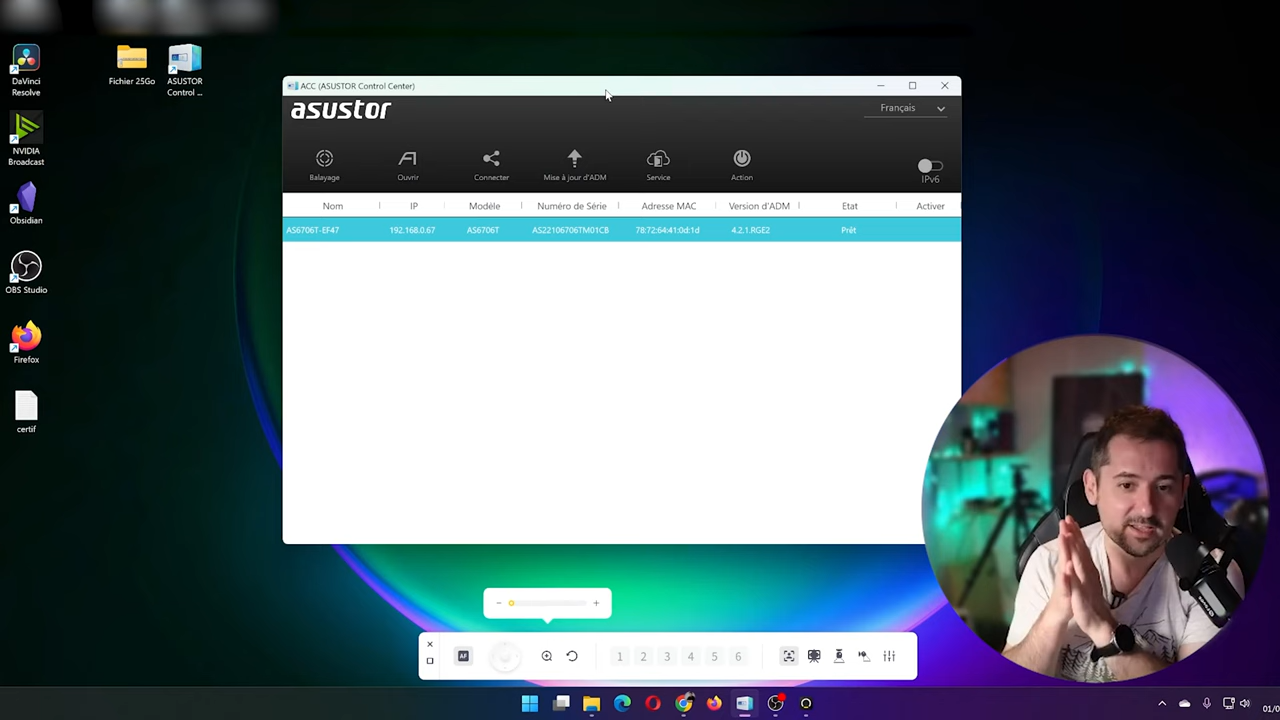 DaVinci
Resolve
Fichier 25Go
ASUSTOR
Control ...
NVIDIA
Broadcast
Obsidian
OBS Studio
Firefox
certif
ACC (ASUSTOR Control Center)
asustor
Français
Balayage
Ouvrir
Connecter
Mise à jour d'ADM
Service
Action
IPv6
Nom
IP
Modèle
Numéro de Série
Adresse MAC
Version d'ADM
Etat
Activer
AS6706T-EF47
192.168.0.67
AS6706T
AS22106706TM01CB
78:72:64:41:0d:1d
4.2.1.RGE2
Prêt
AF
1 2 3 4 5 6